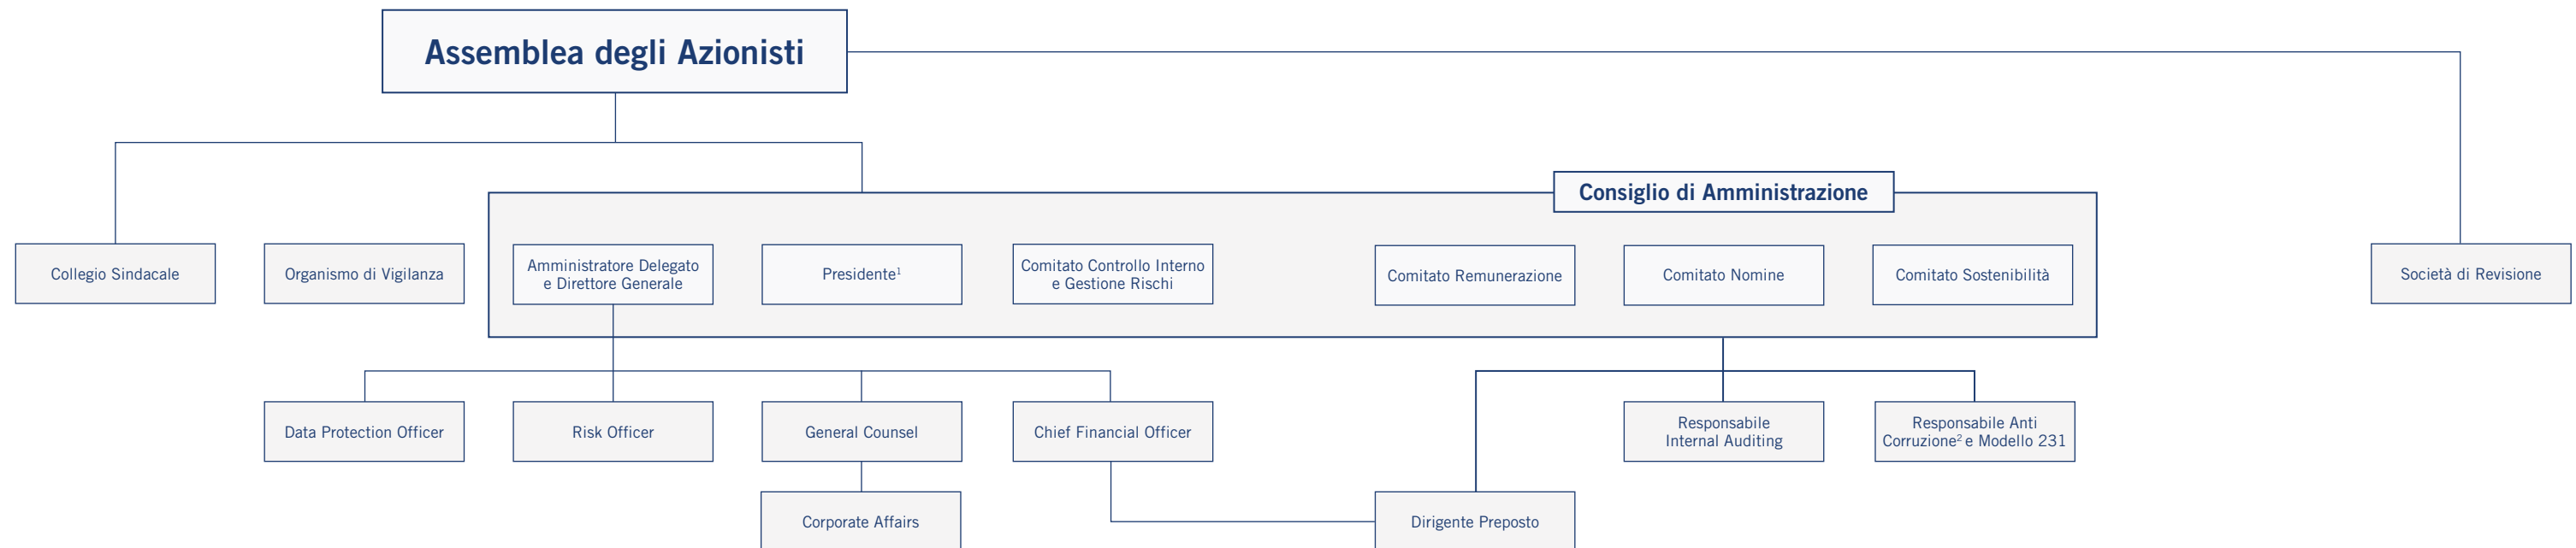 Assemblea degli Azionisti
Consiglio di Amministrazione
Collegio Sindacale
Organismo di Vigilanza
Amministratore Delegato
e Direttore Generale
Presidente¹
Comitato Controllo Interno
e Gestione Rischi
Comitato Remunerazione
Comitato Nomine
Comitato Sostenibilità
Società di Revisione
Data Protection Officer
Risk Officer
General Counsel
Chief Financial Officer
Responsabile
Internal Auditing
Responsabile Anti
Corruzione² e Modello 231
Corporate Affairs
Dirigente Preposto